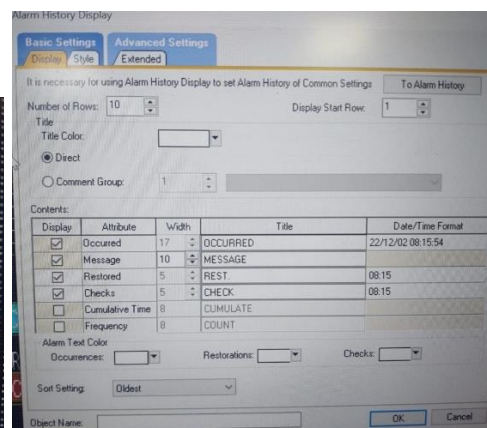 Alarm History Display
Basic Settings Advanced Settings
Display Style Extended
It is necessary for using Alarm History Display to set Alarm History of Common Settings To Alarm History
Number of Rows: 10 Display Start Row: 1
Title
Title Color:
Direct
Comment Group: 1
Contents:
Display Attribute Width Title Date/Time Format
Occurred 17 OCCURRED 22/12/02 08:15:54
Message 10 MESSAGE
Restored 5 REST. 08:15
Checks 5 CHECK 08:15
Cumulative Time 8 CUMULATE
Frequency 8 COUNT
Alarm Text Color
Occurrences: Restorations: Checks:
Sort Setting: Oldest
Object Name: OK Cancel